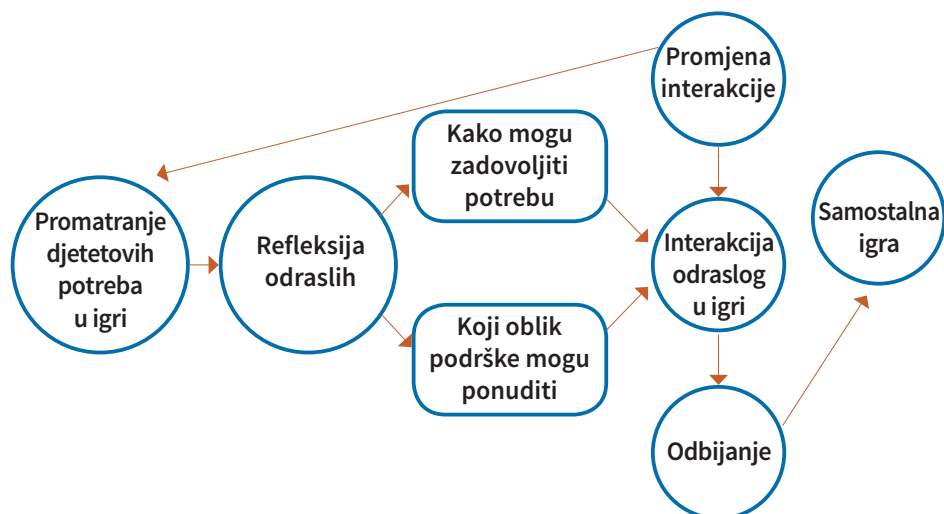 Promjena
interakcije
Kako mogu
zadovoljiti
potrebu
Promatranje
djetetovih
potreba
u igri
Refleksija
odraslih
Interakcija
odraslog
u igri
Samostalna
igra
Koji oblik
podrške mogu
ponuditi
Odbijanje